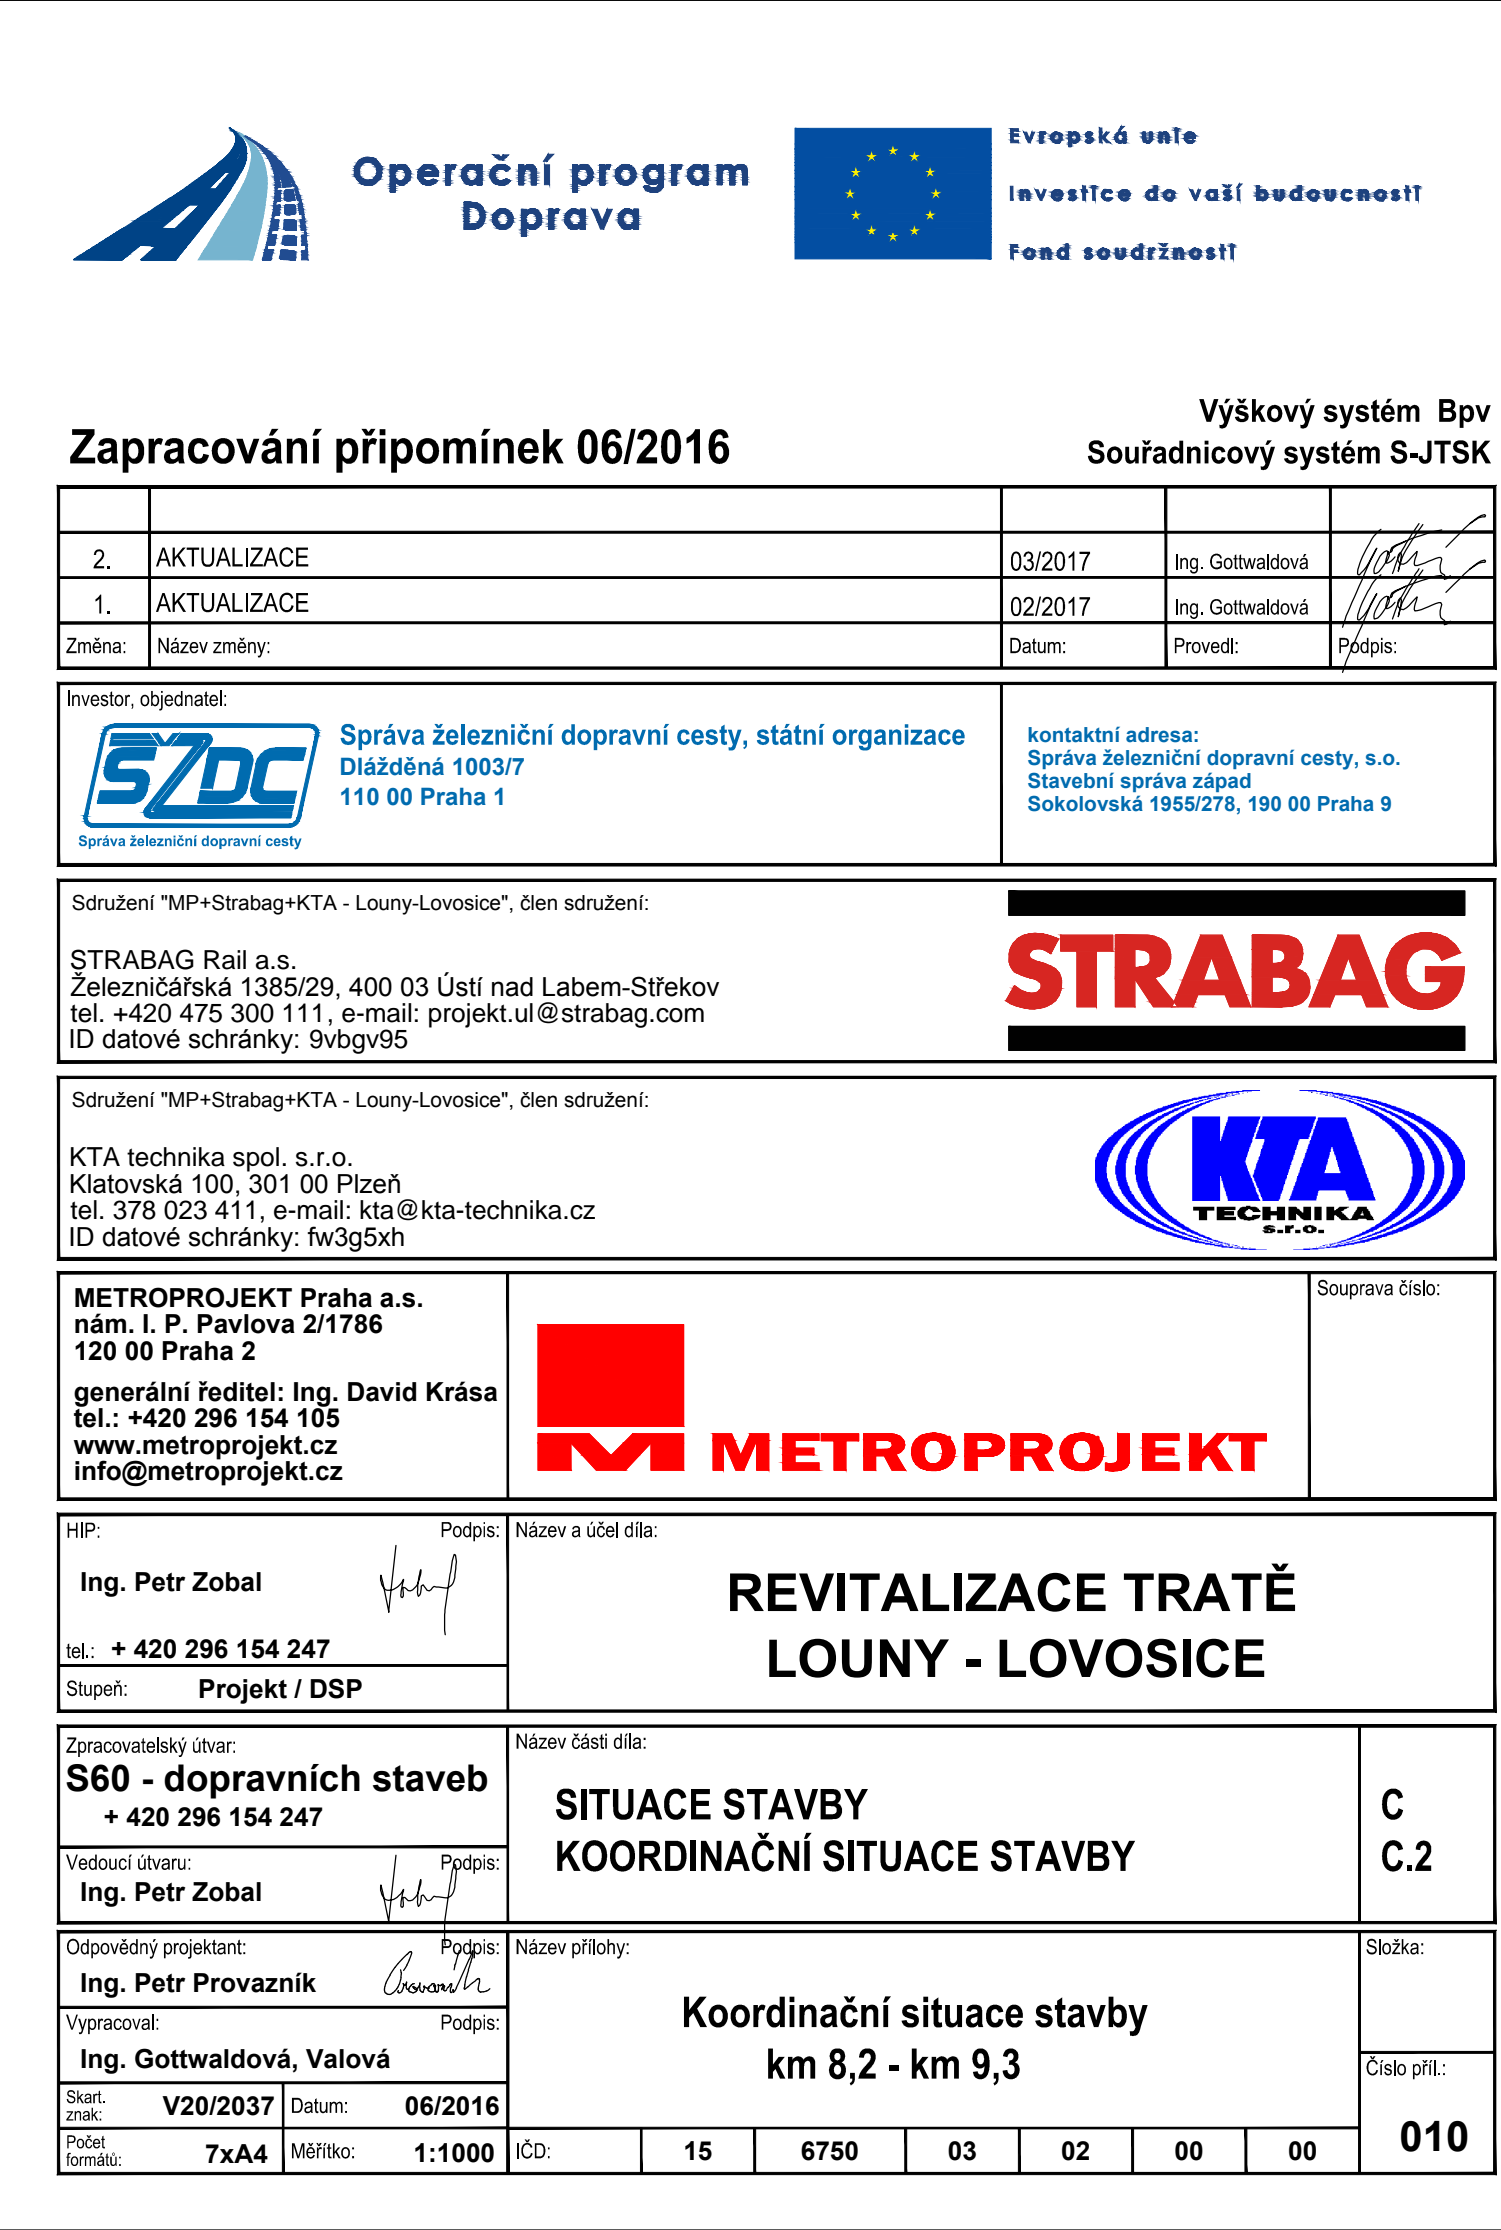 Operační program
Doprava
Evropská unie
Investice do vaší budoucnosti
Fond soudržnosti
Výškový systém Bpv
Zapracování připomínek 06/2016
Souřadnicový systém S-JTSK
2. AKTUALIZACE 03/2017 Ing. Gottwaldová
1. AKTUALIZACE 02/2017 Ing. Gottwaldová
Změna: Název změny: Datum: Provedl: Podpis:
Investor, objednatel:
SŽDC
Správa železniční dopravní cesty
Správa železniční dopravní cesty, státní organizace
Dlážděná 1003/7
110 00 Praha 1
kontaktní adresa:
Správa železniční dopravní cesty, s.o.
Stavební správa západ
Sokolovská 1955/278, 190 00 Praha 9
Sdružení "MP+Strabag+KTA - Louny-Lovosice", člen sdružení:
STRABAG Rail a.s.
Železničářská 1385/29, 400 03 Ústí nad Labem-Střekov
tel. +420 475 300 111, e-mail: projekt.ul@strabag.com
ID datové schránky: 9vbgv95
STRABAG
Sdružení "MP+Strabag+KTA - Louny-Lovosice", člen sdružení:
KTA technika spol. s.r.o.
Klatovská 100, 301 00 Plzeň
tel. 378 023 411, e-mail: kta@kta-technika.cz
ID datové schránky: fw3g5xh
KTA
TECHNIKA
s.r.o.
METROPROJEKT Praha a.s.
nám. I. P. Pavlova 2/1786
120 00 Praha 2
generální ředitel: Ing. David Krása
tel.: +420 296 154 105
www.metroprojekt.cz
info@metroprojekt.cz
METROPROJEKT
Souprava číslo:
HIP: Podpis:
Ing. Petr Zobal
tel.: + 420 296 154 247
Stupeň: Projekt / DSP
Název a účel díla:
REVITALIZACE TRATĚ
LOUNY - LOVOSICE
Zpracovatelský útvar:
S60 - dopravních staveb
+ 420 296 154 247
Vedoucí útvaru: Podpis:
Ing. Petr Zobal
Název části díla:
SITUACE STAVBY C
KOORDINAČNÍ SITUACE STAVBY C.2
Odpovědný projektant: Podpis:
Ing. Petr Provazník
Vypracoval: Podpis:
Ing. Gottwaldová, Valová
Skart. znak: V20/2037 Datum: 06/2016
Počet formátů: 7xA4 Měřítko: 1:1000
Název přílohy:
Koordinační situace stavby
km 8,2 - km 9,3
IČD: 15 6750 03 02 00 00
Složka:
Číslo příl.:
010